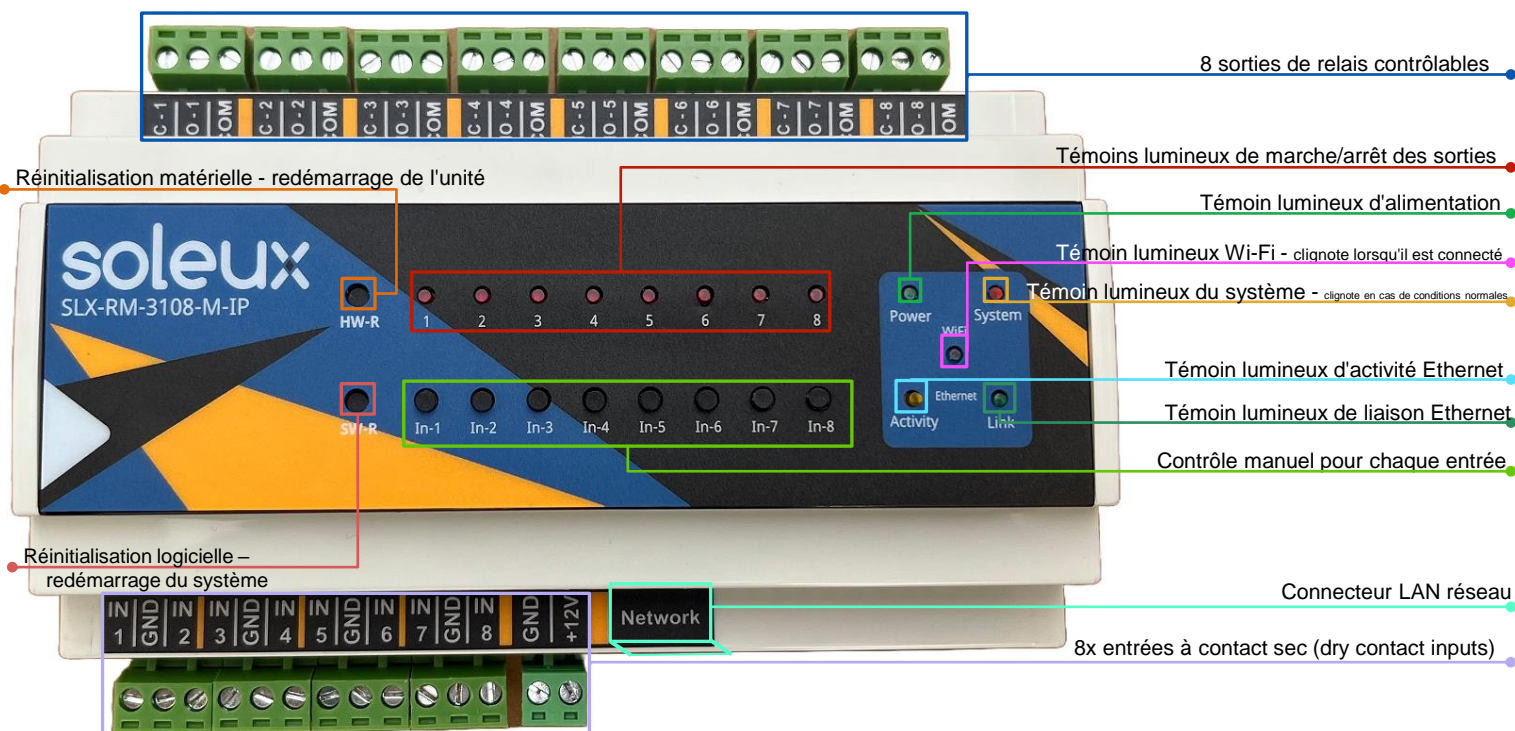 8 sorties de relais contrôlables
C-1 O-1 COM C-2 O-2 COM C-3 O-3 COM C-4 O-4 COM C-5 O-5 COM C-6 O-6 COM C-7 O-7 COM C-8 O-8 OM
Témoins lumineux de marche/arrêt des sorties
Réinitialisation matérielle - redémarrage de l'unité
Témoin lumineux d'alimentation
soleux
SLX-RM-3108-M-IP
Témoin lumineux Wi-Fi - clignote lorsqu'il est connecté
Témoin lumineux du système - clignote en cas de conditions normales
HW-R
1 2 3 4 5 6 7 8
Power
System
WiFi
Témoin lumineux d'activité Ethernet
Ethernet
Activity
Link
Témoin lumineux de liaison Ethernet
SW-R
In-1 In-2 In-3 In-4 In-5 In-6 In-7 In-8
Contrôle manuel pour chaque entrée
Réinitialisation logicielle –
redémarrage du système
Connecteur LAN réseau
IN 1 GND IN 2 IN 3 GND IN 4 IN 5 GND IN 6 IN 7 GND IN 8 GND +12V
Network
8x entrées à contact sec (dry contact inputs)